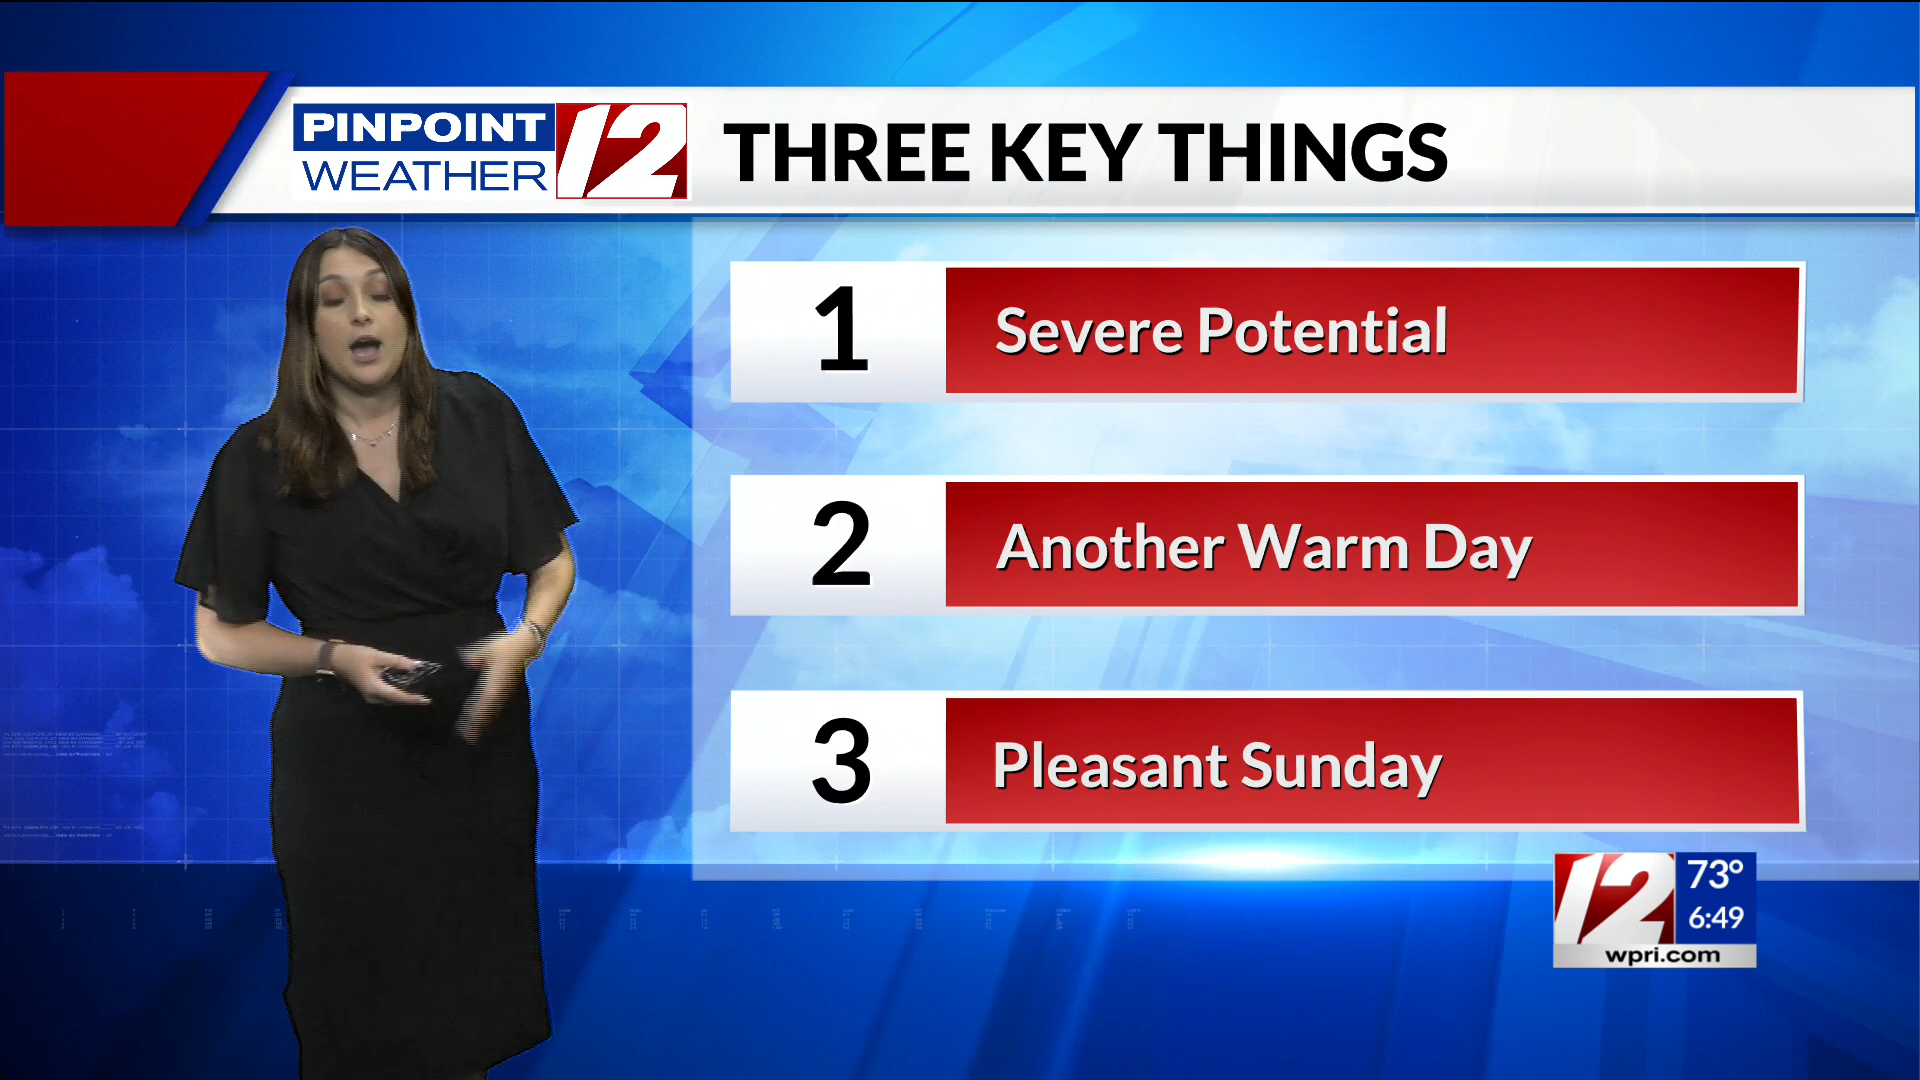 PINPOINT
WEATHER 12
THREE KEY THINGS
1 Severe Potential
2 Another Warm Day
3 Pleasant Sunday
12 73°
6:49
wpri.com